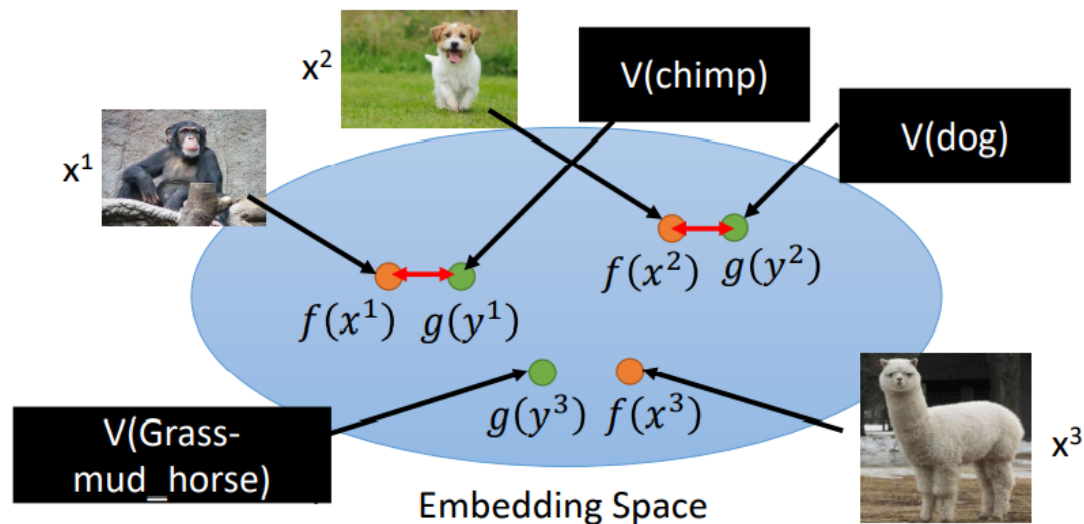 x²
V(chimp)
V(dog)
x¹
f(x²)
g(y²)
f(x¹)
g(y¹)
g(y³)
f(x³)
V(Grass-
mud_horse)
x³
Embedding Space